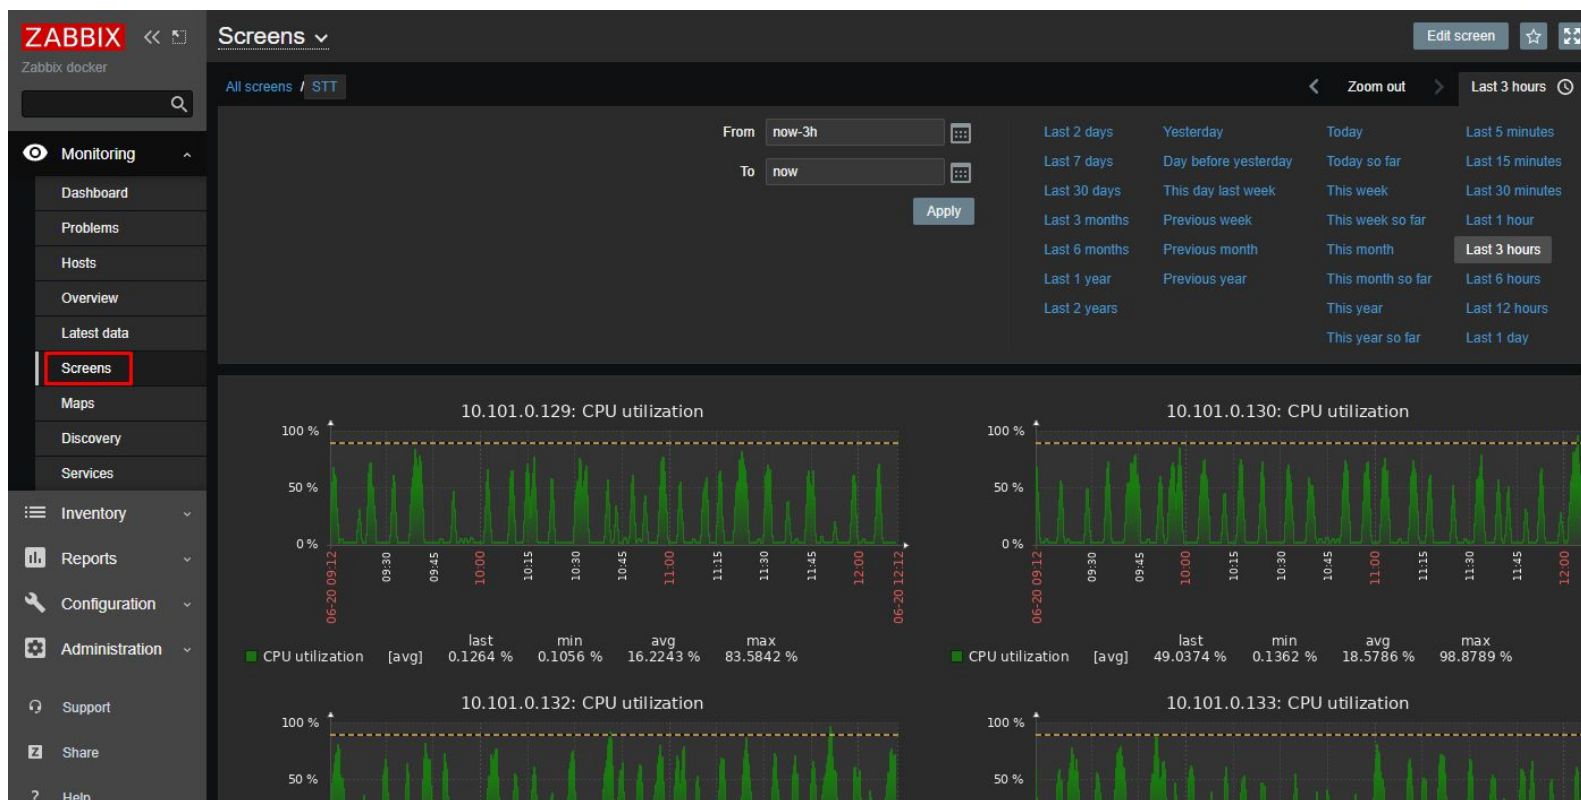 ZABBIX
Zabbix docker
Monitoring
Dashboard
Problems
Hosts
Overview
Latest data
Screens
Maps
Discovery
Services
Inventory
Reports
Configuration
Administration
Support
Share
Help
Screens
Edit screen
All screens / STT
Zoom out
Last 3 hours
From now-3h
To now
Apply
Last 2 days Yesterday Today Last 5 minutes
Last 7 days Day before yesterday Today so far Last 15 minutes
Last 30 days This day last week This week Last 30 minutes
Last 3 months Previous week This week so far Last 1 hour
Last 6 months Previous month This month Last 3 hours
Last 1 year Previous year This month so far Last 6 hours
Last 2 years This year Last 12 hours
This year so far Last 1 day
10.101.0.129: CPU utilization
100 %
50 %
0 %
06-20 09:12 09:30 09:45 10:00 10:15 10:30 10:45 11:00 11:15 11:30 11:45 12:00 06-20 12:12
last min avg max
CPU utilization [avg] 0.1264 % 0.1056 % 16.2243 % 83.5842 %
10.101.0.130: CPU utilization
100 %
50 %
0 %
06-20 09:12 09:30 09:45 10:00 10:15 10:30 10:45 11:00 11:15 11:30 11:45 12:00
last min avg max
CPU utilization [avg] 49.0374 % 0.1362 % 18.5786 % 98.8789 %
10.101.0.132: CPU utilization
100 %
50 %
10.101.0.133: CPU utilization
100 %
50 %